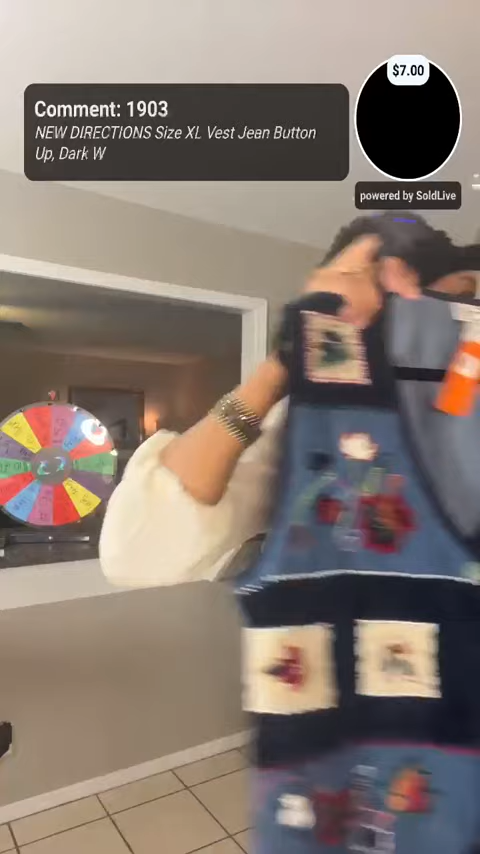 $7.00
Comment: 1903
NEW DIRECTIONS Size XL Vest Jean Button
Up, Dark W
powered by SoldLive